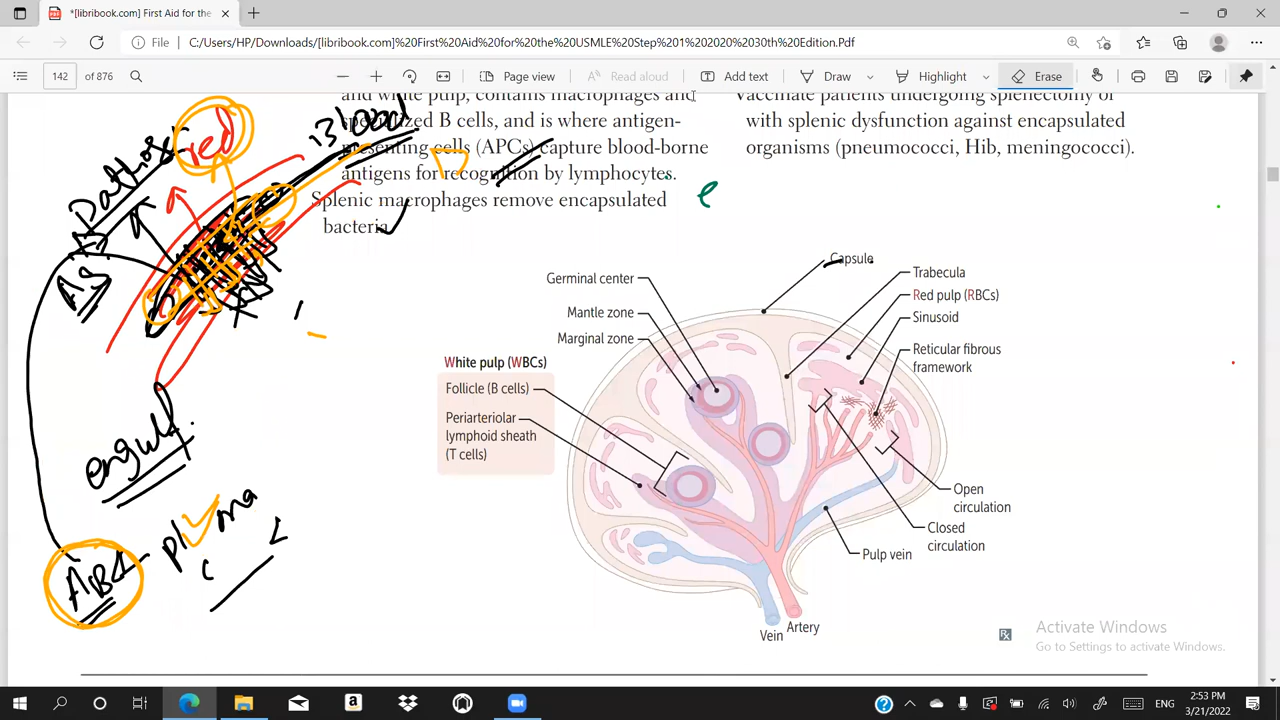 *[libribook.com] First Aid for the
File
C:/Users/HP/Downloads/[libribook.com]%20First%20Aid%20for%20the%20USMLE%20Step%201%202020%2030th%20Edition.Pdf
142 of 876
Page view
Read aloud
Add text
Draw
Highlight
Erase
and white pulp, contains macrophages and
specialized B cells, and is where antigen-
presenting cells (APCs) capture blood-borne
antigens for recognition by lymphocytes.
Splenic macrophages remove encapsulated
bacteria
Vaccinate patients undergoing splenectomy or
with splenic dysfunction against encapsulated
organisms (pneumococci, Hib, meningococci).
red
Blood
engulf
plasma
Capsule
Germinal center
Trabecula
Red pulp (RBCs)
Mantle zone
Sinusoid
Marginal zone
Reticular fibrous
framework
White pulp (WBCs)
Follicle (B cells)
Periarteriolar
lymphoid sheath
(T cells)
Open
circulation
Closed
circulation
Pulp vein
Artery
Vein
Rx
Activate Windows
Go to Settings to activate Windows.
ENG
2:53 PM
3/21/2022